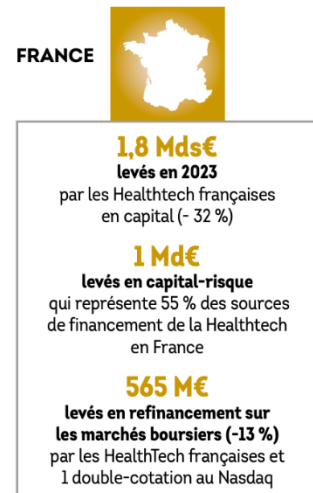 FRANCE
1,8 Mds€
levés en 2023
par les Healthtech françaises
en capital (- 32 %)
1 Md€
levés en capital-risque
qui représente 55 % des sources
de financement de la Healthtech
en France
565 M€
levés en refinancement sur
les marchés boursiers (-13 %)
par les HealthTech françaises et
1 double-cotation au Nasdaq